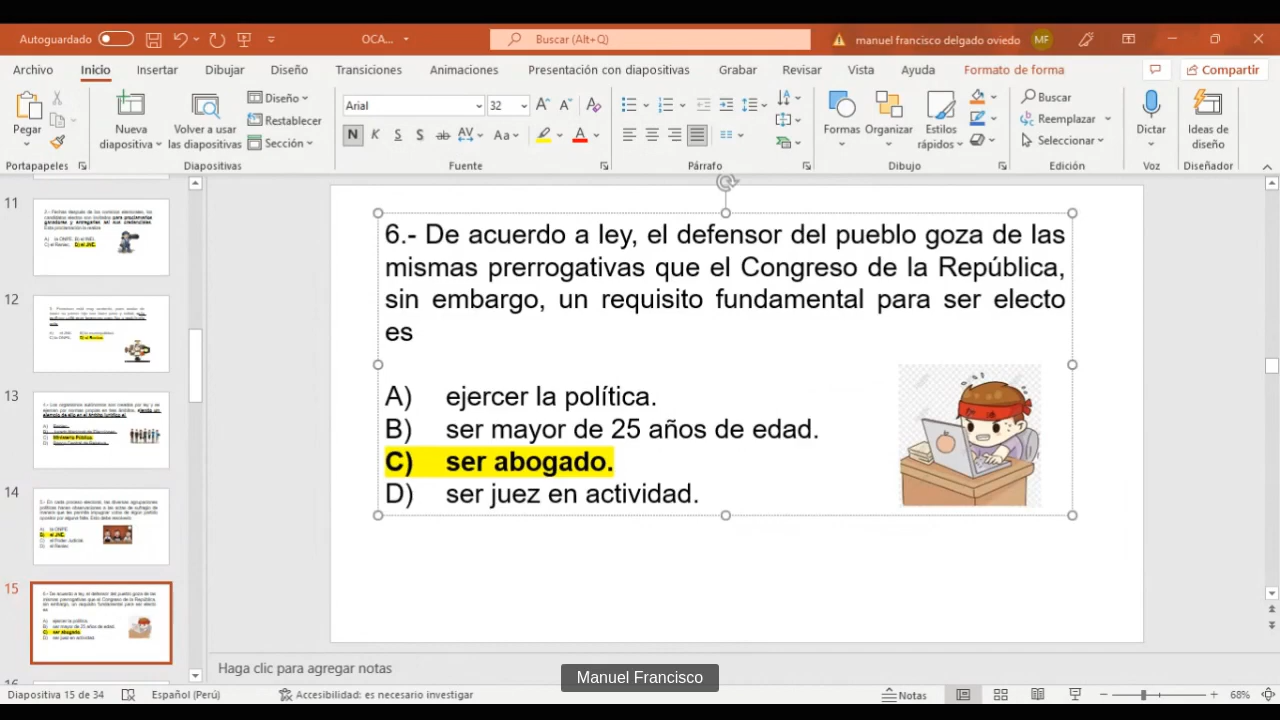 Autoguardado
OCA...
Buscar (Alt+Q)
manuel francisco delgado oviedo
MF
Archivo Inicio Insertar Dibujar Diseño Transiciones Animaciones Presentación con diapositivas Grabar Revisar Vista Ayuda Formato de forma Compartir
Pegar
Nueva diapositiva
Volver a usar las diapositivas
Diseño
Restablecer
Sección
Arial 32
N K S S ab AV Aa A
Formas
Organizar
Estilos rápidos
Buscar
Reemplazar
Seleccionar
Dictar
Ideas de diseño
Portapapeles Diapositivas Fuente Párrafo Dibujo Edición Voz Diseñador
11
12
13
14
15
6.- De acuerdo a ley, el defensor del pueblo goza de las
mismas prerrogativas que el Congreso de la República,
sin embargo, un requisito fundamental para ser electo
es
A) ejercer la política.
B) ser mayor de 25 años de edad.
C) ser abogado.
D) ser juez en actividad.
Haga clic para agregar notas
Manuel Francisco
Diapositiva 15 de 34 Español (Perú) Accesibilidad: es necesario investigar Notas 68%